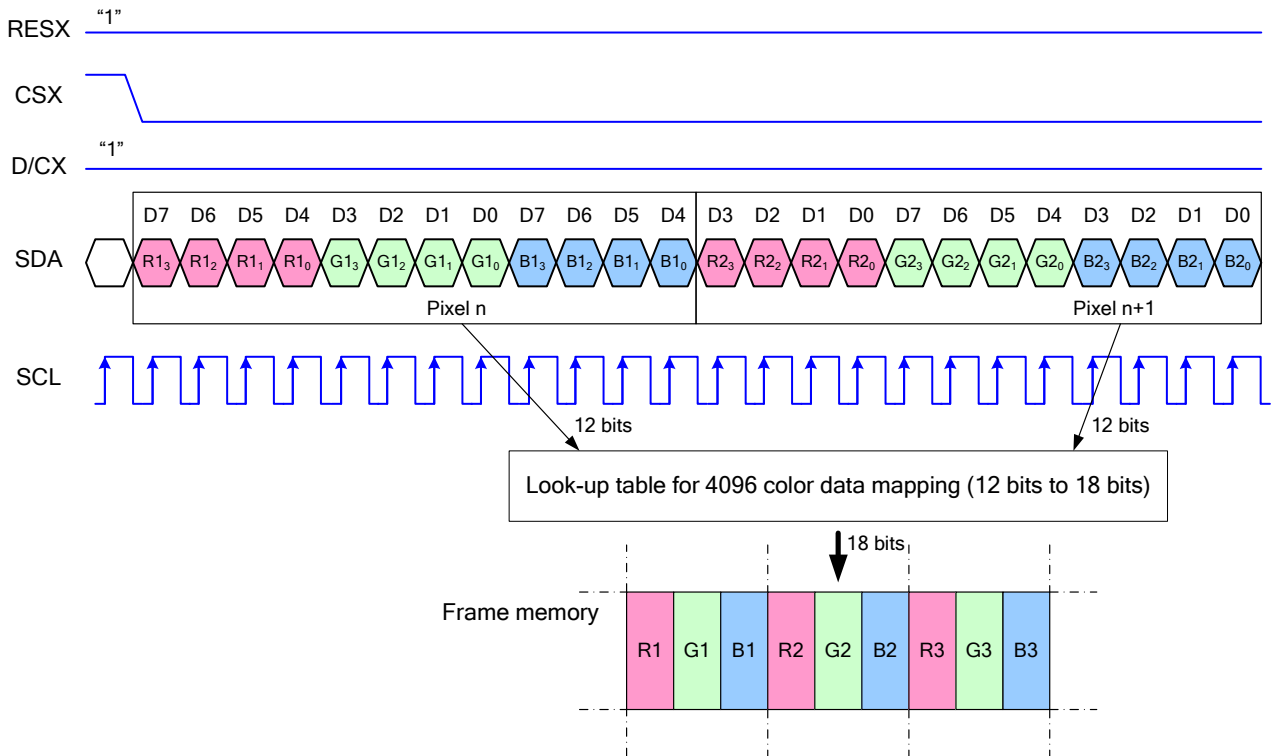 RESX “1”
CSX
D/CX “1”
D7 D6 D5 D4 D3 D2 D1 D0 D7 D6 D5 D4 D3 D2 D1 D0 D7 D6 D5 D4 D3 D2 D1 D0
SDA R1₃ R1₂ R1₁ R1₀ G1₃ G1₂ G1₁ G1₀ B1₃ B1₂ B1₁ B1₀ R2₃ R2₂ R2₁ R2₀ G2₃ G2₂ G2₁ G2₀ B2₃ B2₂ B2₁ B2₀
Pixel n Pixel n+1
SCL
12 bits 12 bits
Look-up table for 4096 color data mapping (12 bits to 18 bits)
18 bits
Frame memory
R1 G1 B1 R2 G2 B2 R3 G3 B3